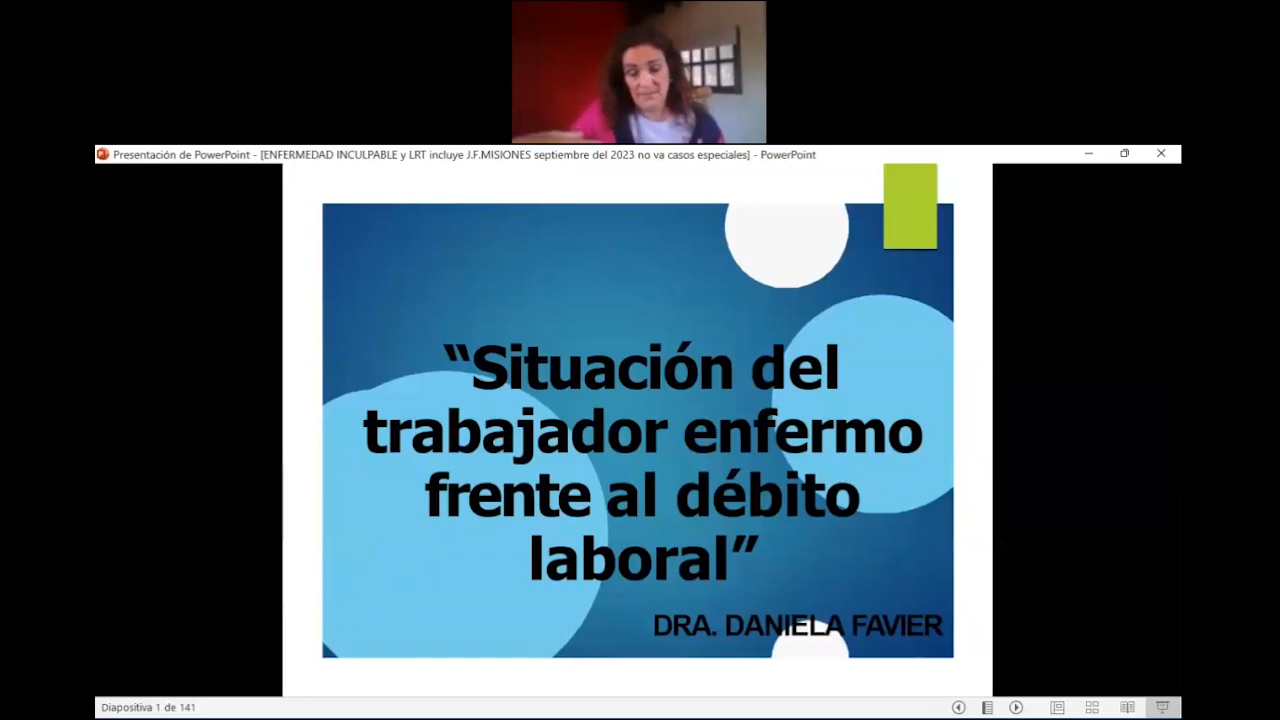 Presentación de PowerPoint - [ENFERMEDAD INCULPABLE y LRT incluye J.F.MISIONES septiembre del 2023 no va casos especiales] - PowerPoint
“Situación del
trabajador enfermo
frente al débito
laboral”
DRA. DANIELA FAVIER
Diapositiva 1 de 141